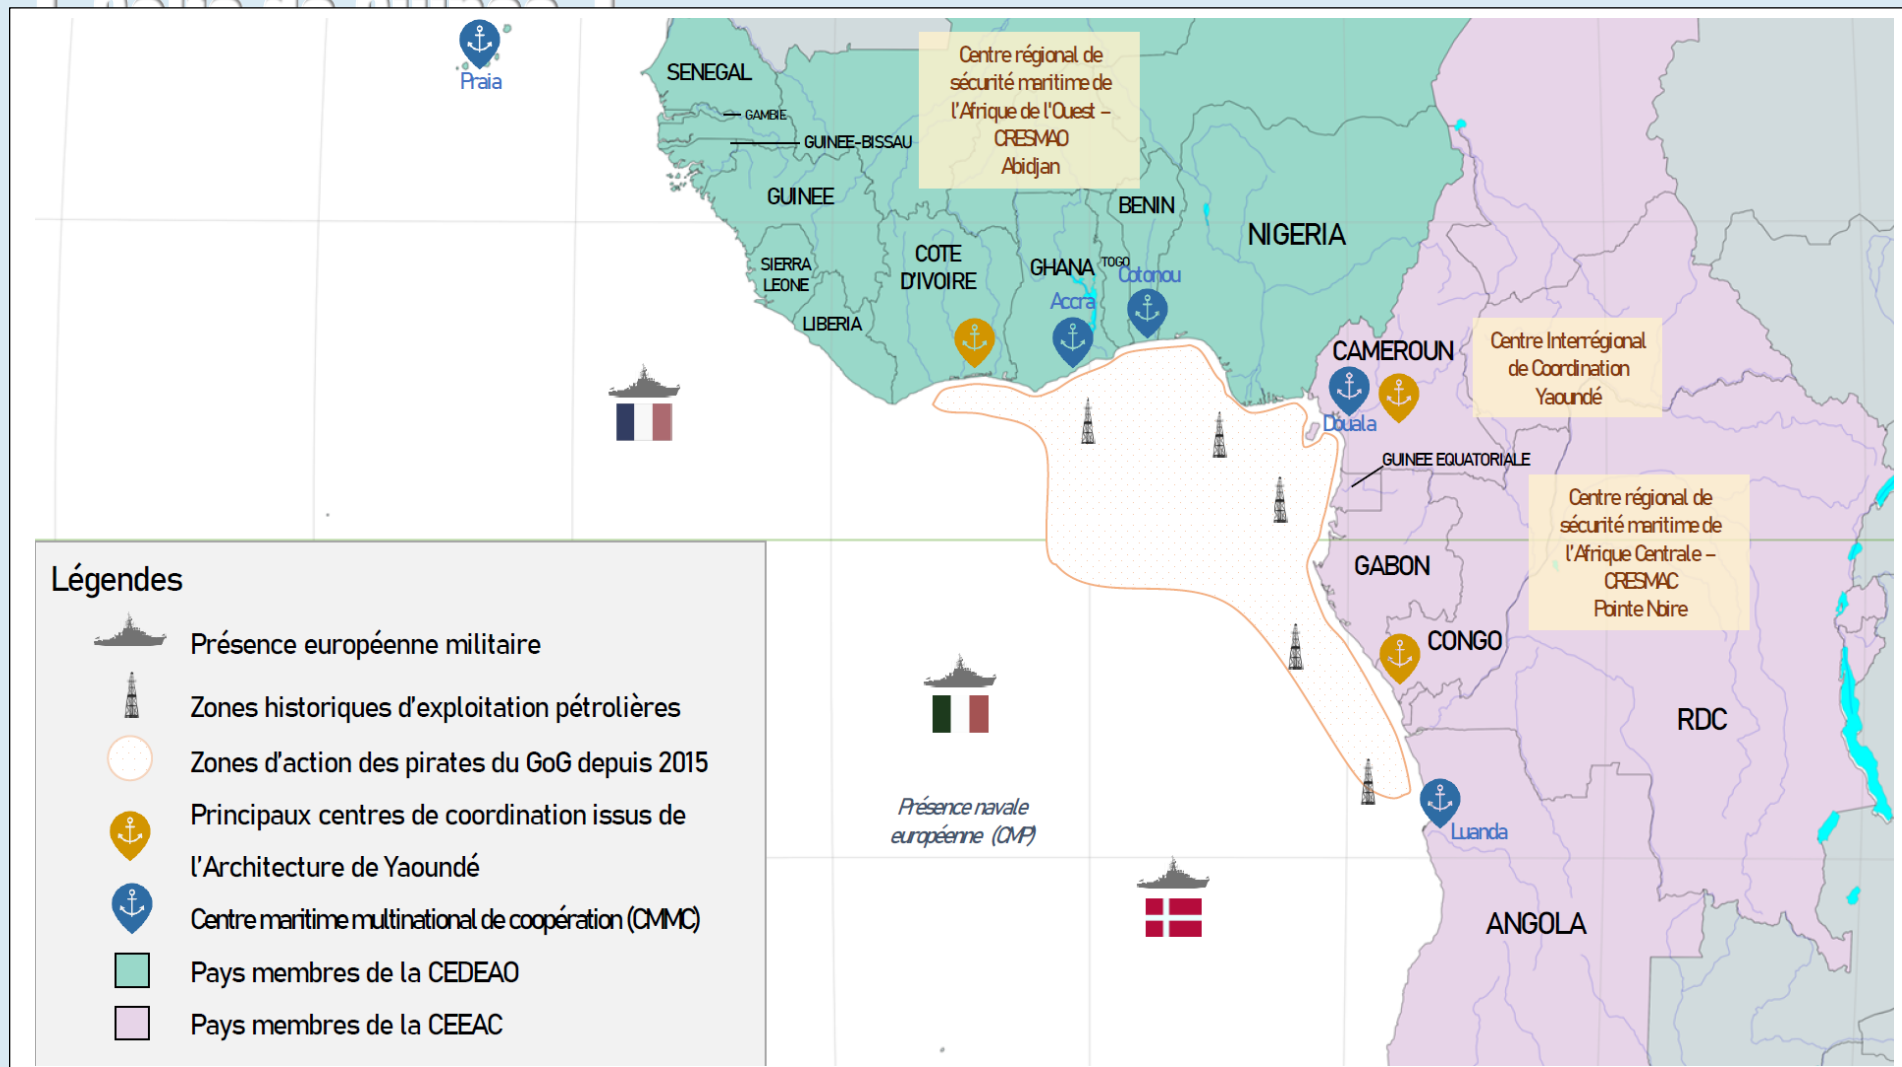 Praia
SENEGAL
GAMBIE
GUINEE-BISSAU
GUINEE
SIERRA
LEONE
LIBERIA
COTE
D'IVOIRE
GHANA
TOGO
BENIN
NIGERIA
Accra
Cotonou
Centre régional de
sécurité maritime de
l'Afrique de l'Ouest –
CRESMAO
Abidjan
CAMEROUN
Douala
Centre Interrégional
de Coordination
Yaoundé
GUINEE EQUATORIALE
Centre régional de
sécurité maritime de
l'Afrique Centrale –
CRESMAC
Pointe Noire
GABON
CONGO
RDC
Luanda
ANGOLA
Présence navale
européenne (CMP)
Légendes
Présence européenne militaire
Zones historiques d'exploitation pétrolières
Zones d'action des pirates du GoG depuis 2015
Principaux centres de coordination issus de
l'Architecture de Yaoundé
Centre maritime multinational de coopération (CMMC)
Pays membres de la CEDEAO
Pays membres de la CEEAC